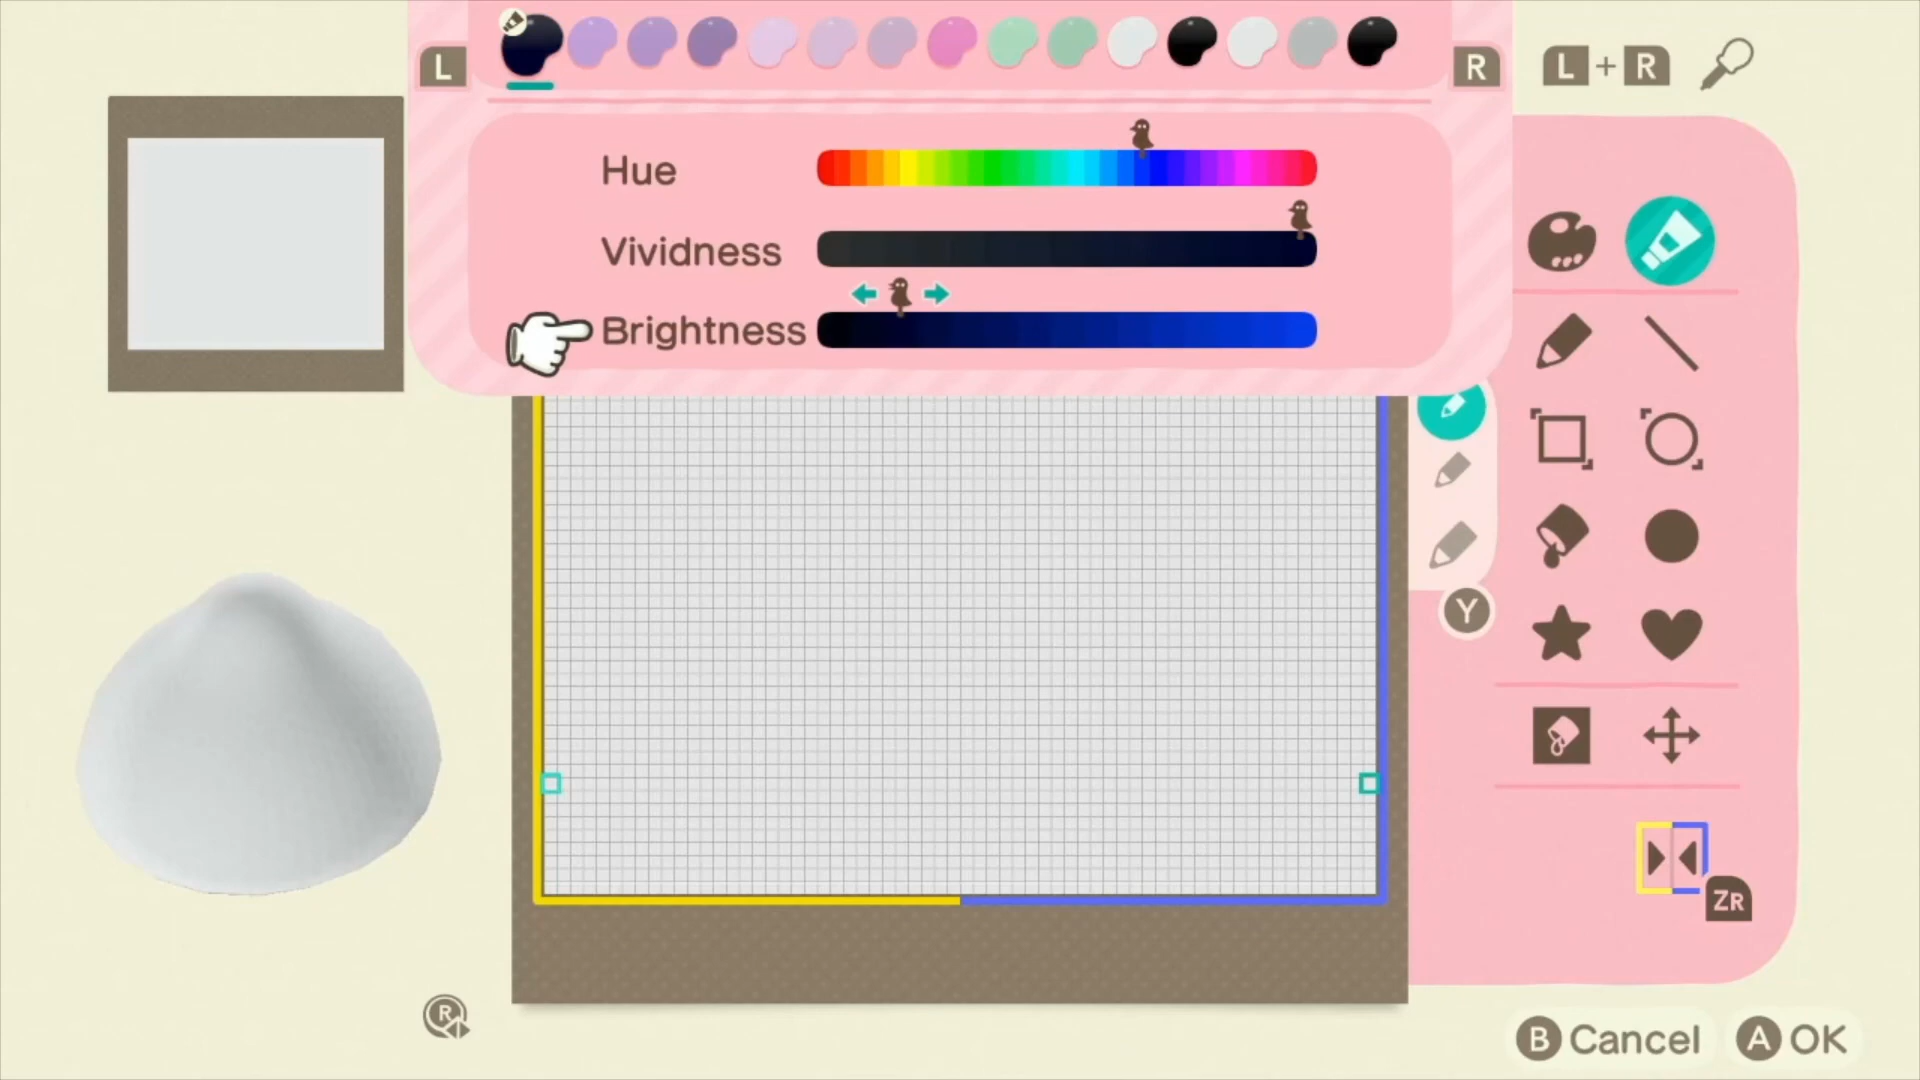 L
R
L + R
Hue
Vividness
Brightness
Y
ZR
R
B Cancel
A OK